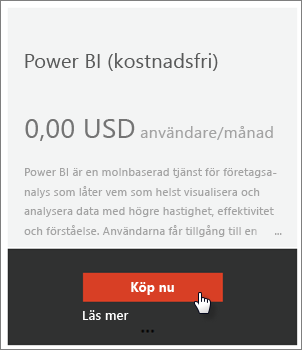 Power BI (kostnadsfri)
0,00 USD användare/månad
Power BI är en molnbaserad tjänst för företagsa-
nalys som låter vem som helst visualisera och
analysera data med högre hastighet, effektivitet
och förståelse. Användarna får tillgång till en ...
Köp nu
Läs mer
...